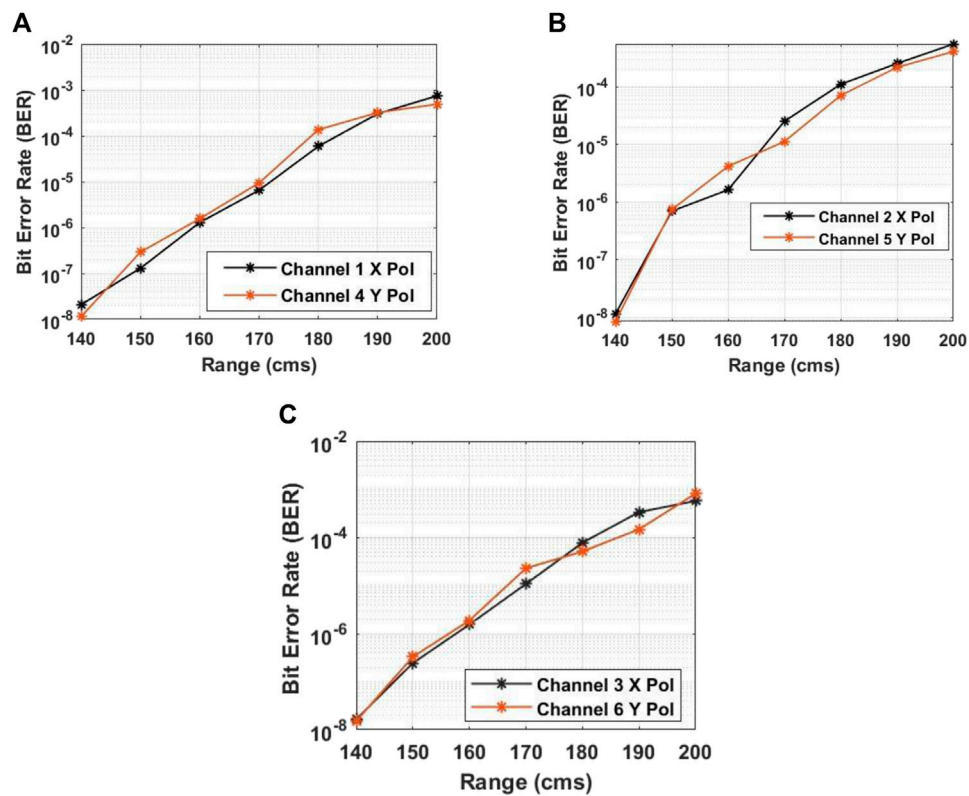 A
Bit Error Rate (BER)
10-2
10-3
10-4
10-5
10-6
10-7
10-8
Channel 1 X Pol
Channel 4 Y Pol
140 150 160 170 180 190 200
Range (cms)
B
Bit Error Rate (BER)
10-4
10-5
10-6
10-7
10-8
Channel 2 X Pol
Channel 5 Y Pol
140 150 160 170 180 190 200
Range (cms)
C
Bit Error Rate (BER)
10-2
10-4
10-6
10-8
Channel 3 X Pol
Channel 6 Y Pol
140 150 160 170 180 190 200
Range (cms)